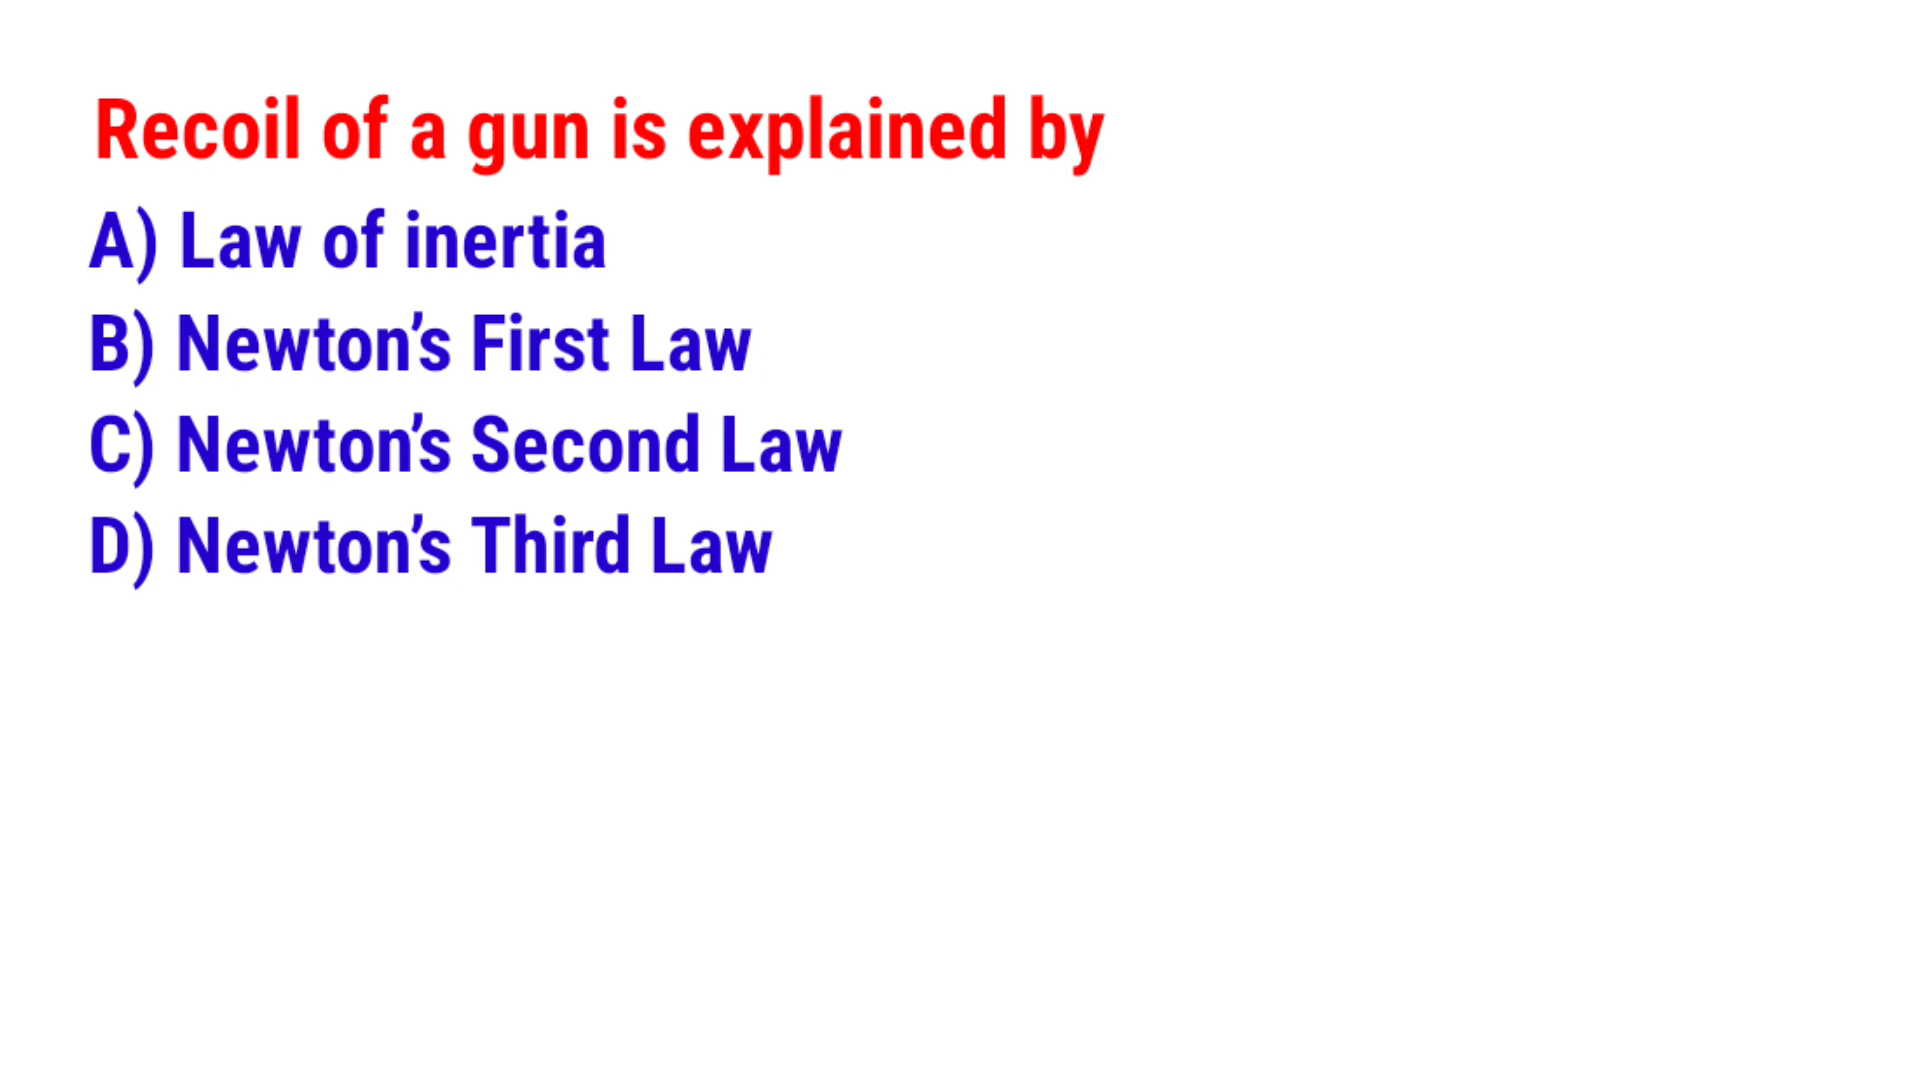 Recoil of a gun is explained by
A) Law of inertia
B) Newton’s First Law
C) Newton’s Second Law
D) Newton’s Third Law